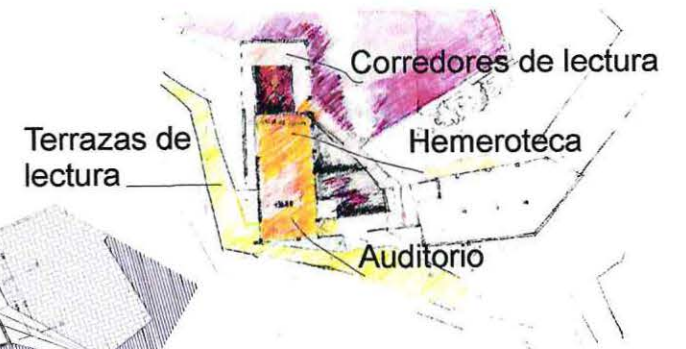 Corredores de lectura
Terrazas de
lectura
Hemeroteca
Auditorio